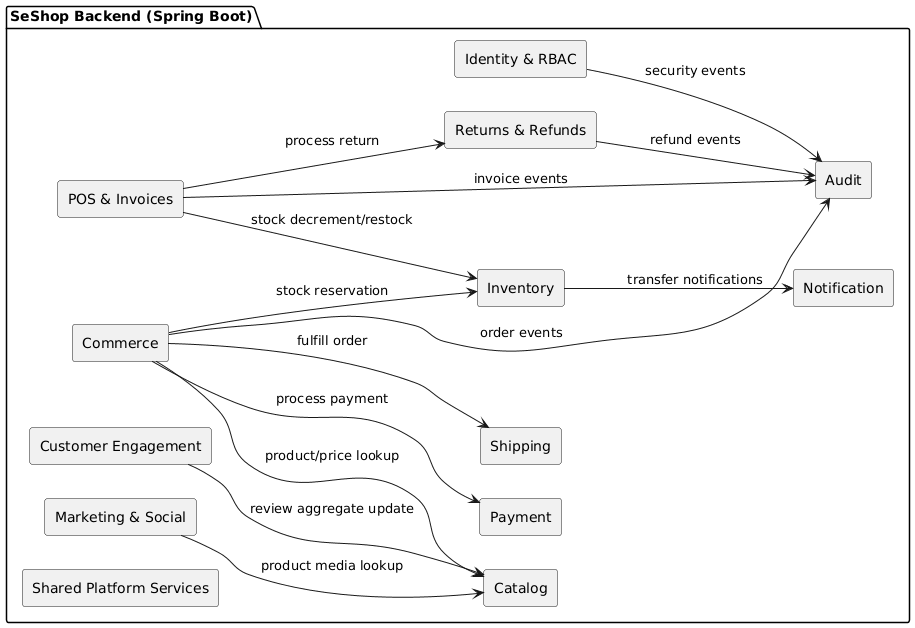 SeShop Backend (Spring Boot)
Identity & RBAC
security events
Returns & Refunds
process return
refund events
POS & Invoices
invoice events
Audit
stock decrement/restock
Inventory
transfer notifications
Notification
stock reservation
Commerce
order events
fulfill order
Shipping
process payment
Customer Engagement
product/price lookup
Payment
Marketing & Social
review aggregate update
product media lookup
Shared Platform Services
Catalog